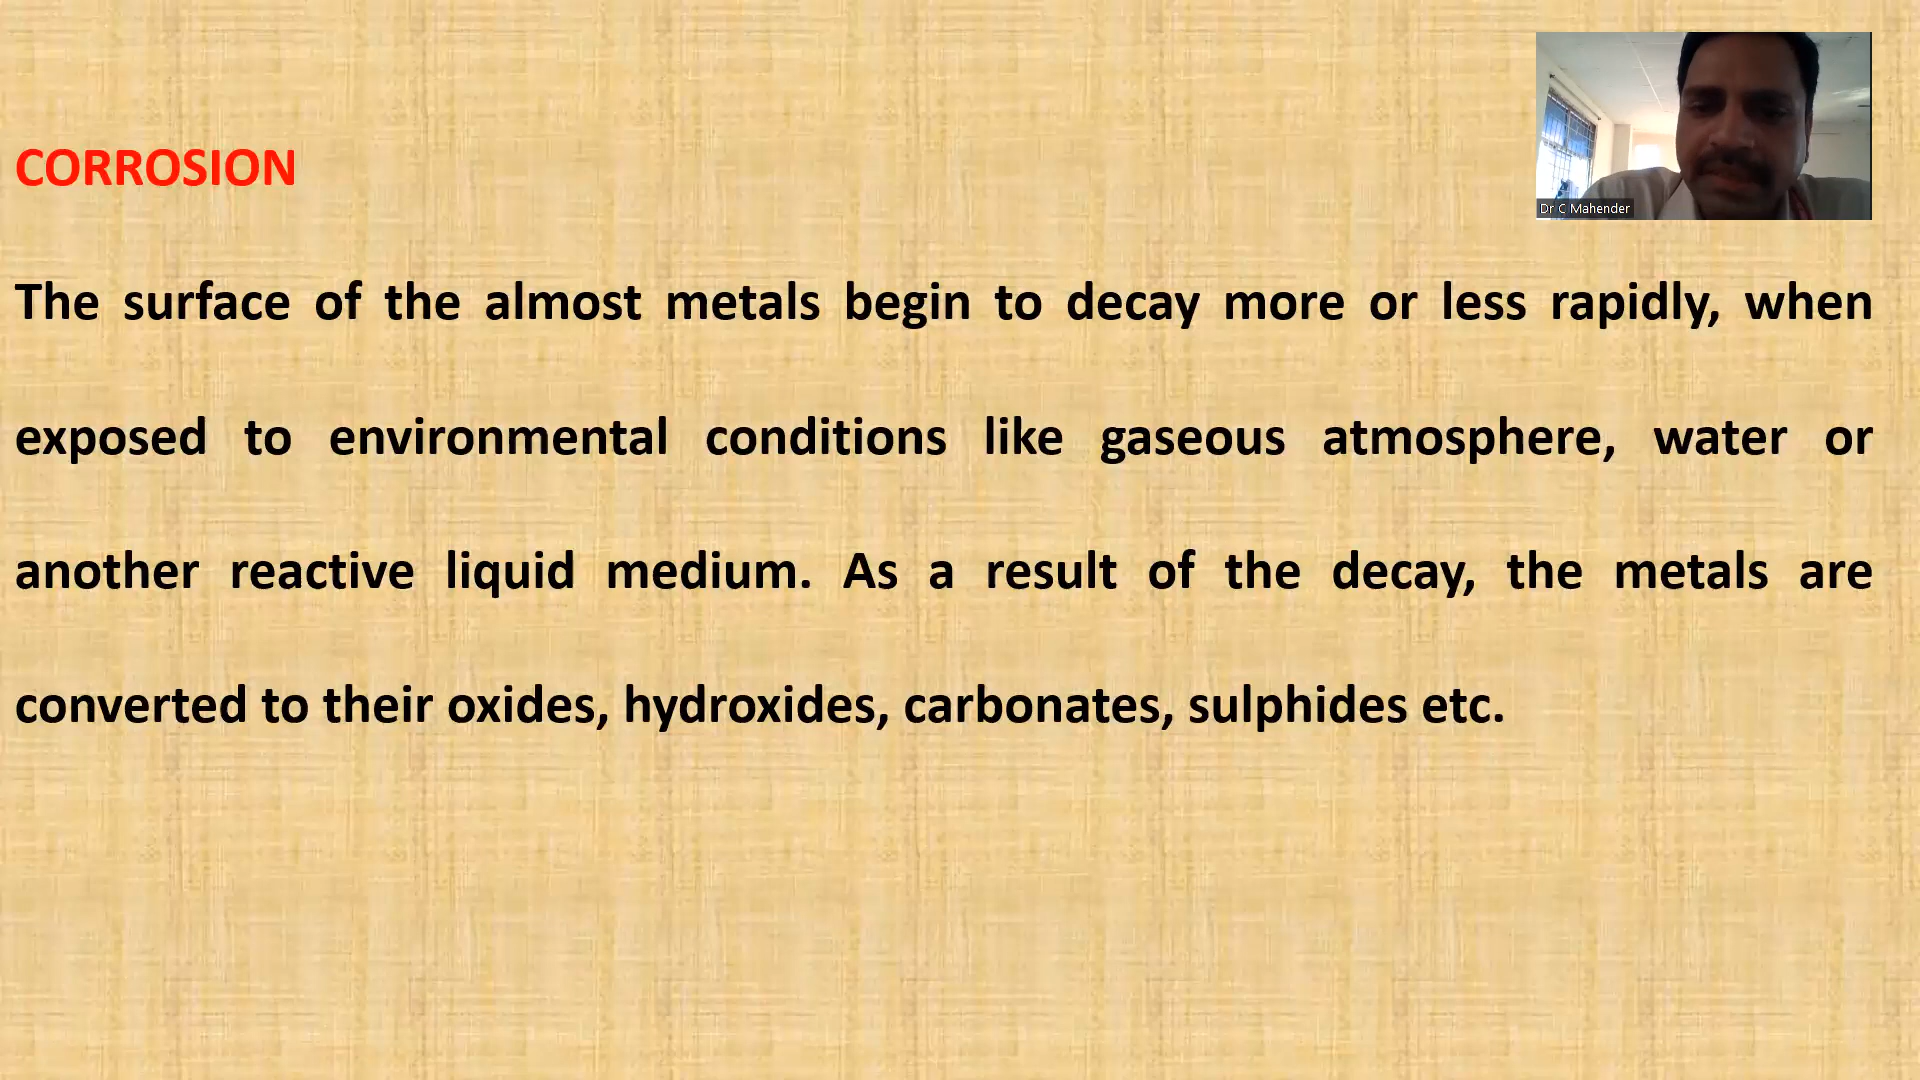 CORROSION
Dr C Mahender
The surface of the almost metals begin to decay more or less rapidly, when
exposed to environmental conditions like gaseous atmosphere, water or
another reactive liquid medium. As a result of the decay, the metals are
converted to their oxides, hydroxides, carbonates, sulphides etc.